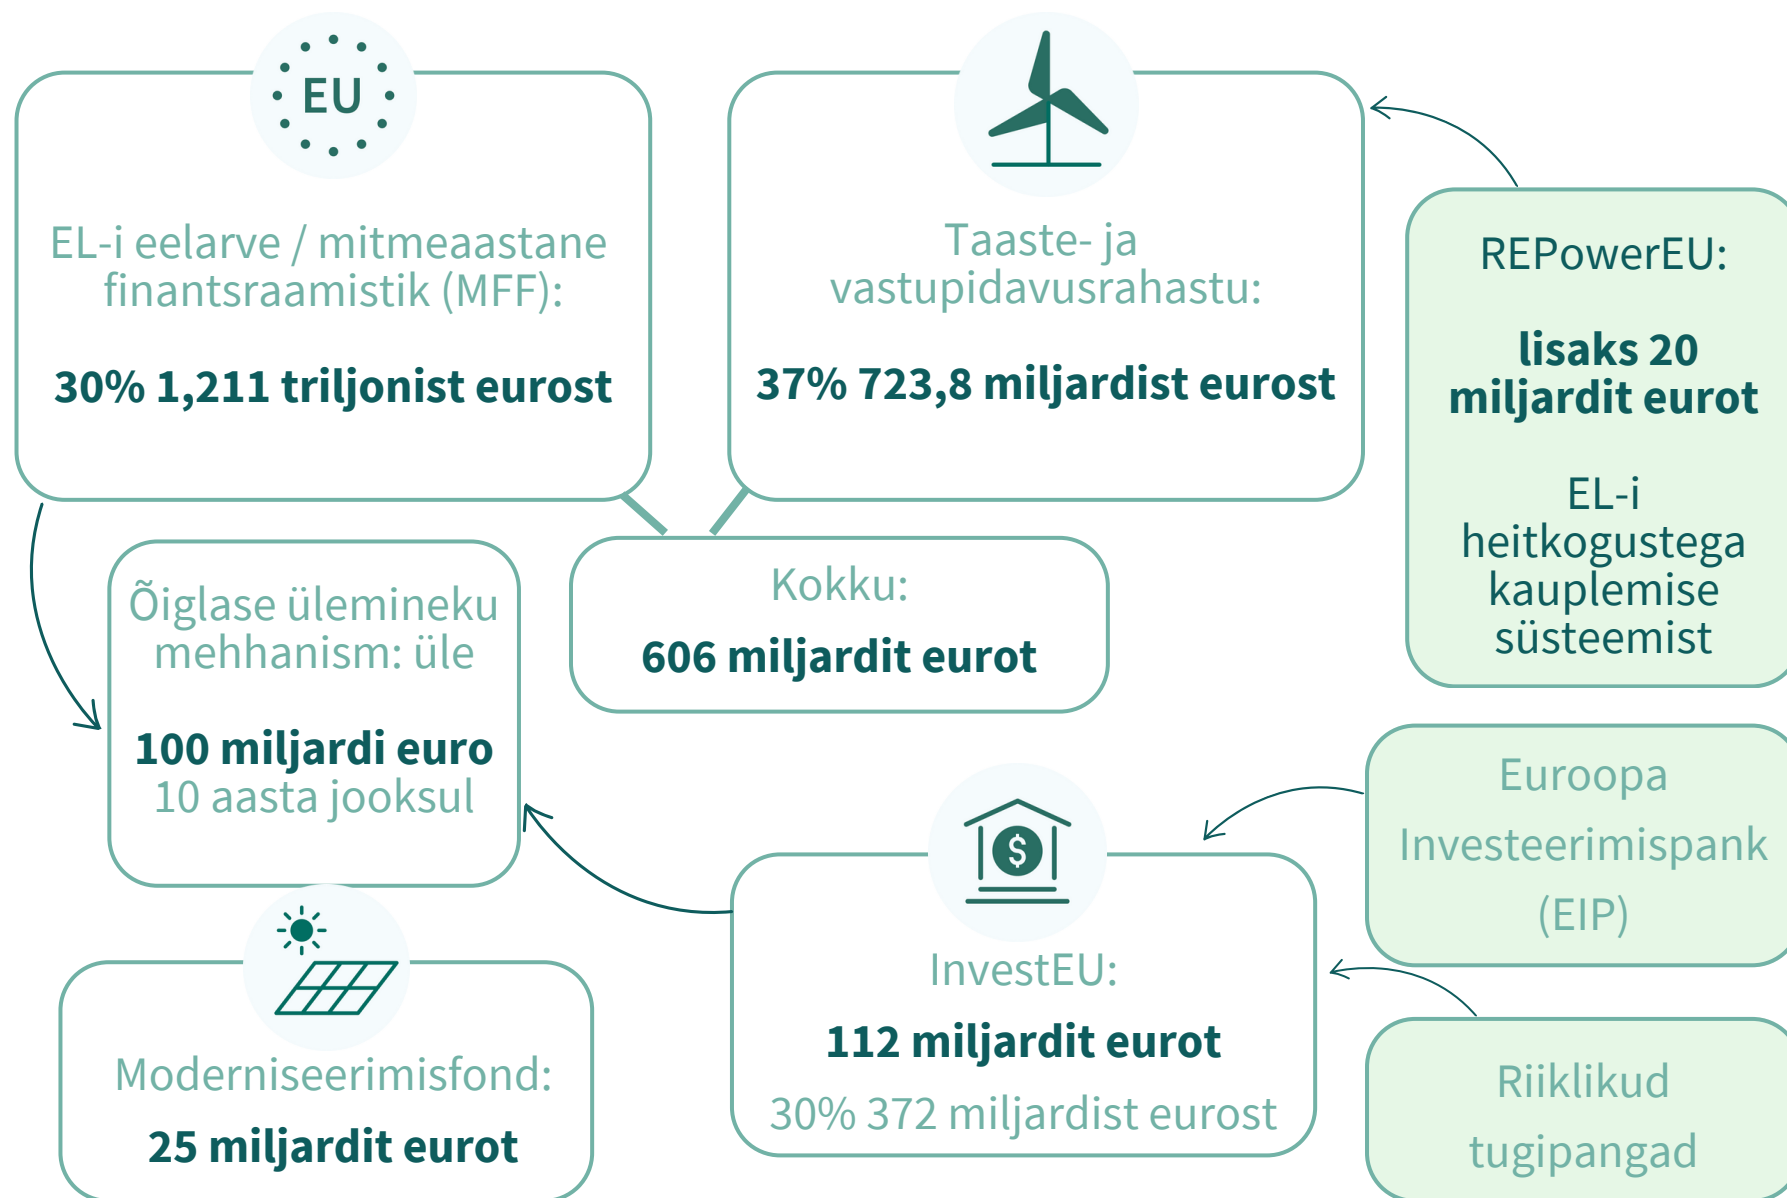 EU
EL-i eelarve / mitmeaastane
finantsraamistik (MFF):
30% 1,211 triljonist eurost
Taaste- ja
vastupidavusrahastu:
37% 723,8 miljardist eurost
REPowerEU:
lisaks 20
miljardit eurot
EL-i
heitkogustega
kauplemise
süsteemist
Õiglase ülemineku
mehhanism: üle
100 miljardi euro
10 aasta jooksul
Kokku:
606 miljardit eurot
Euroopa
Investeerimispank
(EIP)
$
InvestEU:
112 miljardit eurot
30% 372 miljardist eurost
Moderniseerimisfond:
25 miljardit eurot
Riiklikud
tugipangad